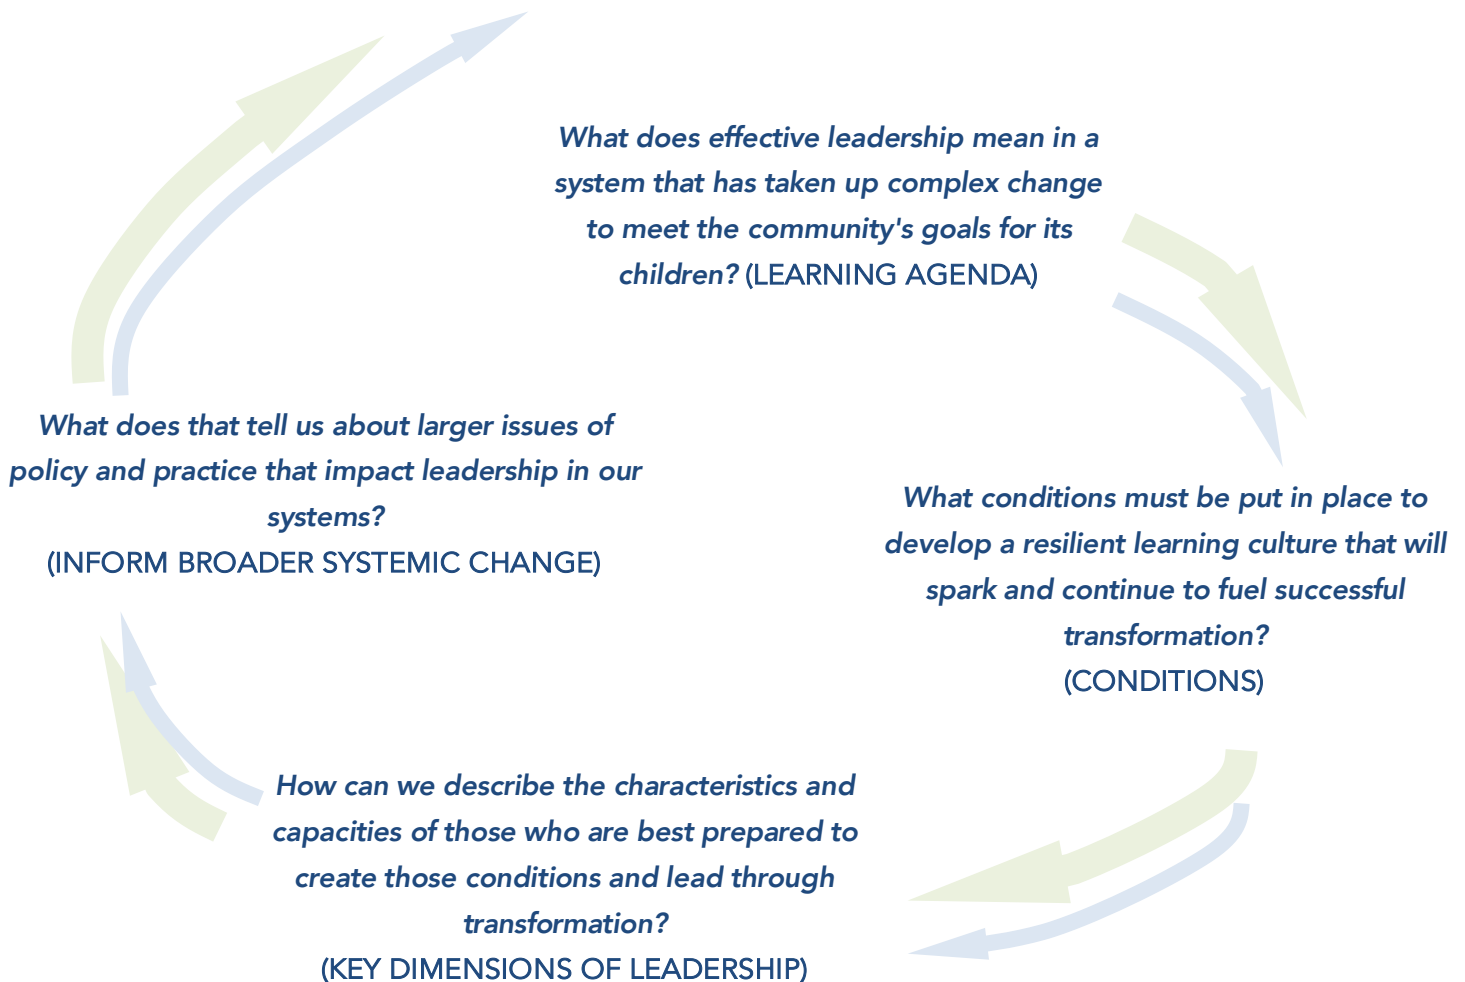 What does effective leadership mean in a
system that has taken up complex change
to meet the community's goals for its
children? (LEARNING AGENDA)
What conditions must be put in place to
develop a resilient learning culture that will
spark and continue to fuel successful
transformation?
(CONDITIONS)
How can we describe the characteristics and
capacities of those who are best prepared to
create those conditions and lead through
transformation?
(KEY DIMENSIONS OF LEADERSHIP)
What does that tell us about larger issues of
policy and practice that impact leadership in our
systems?
(INFORM BROADER SYSTEMIC CHANGE)